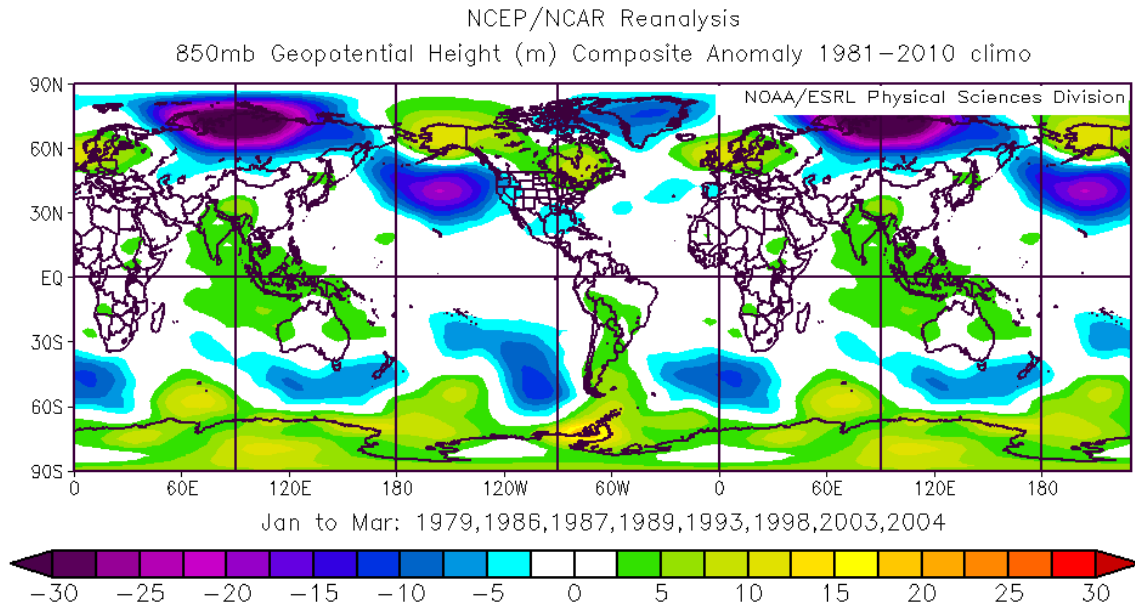 NCEP/NCAR Reanalysis
850mb Geopotential Height (m) Composite Anomaly 1981−2010 climo
NOAA/ESRL Physical Sciences Division
90N
60N
30N
EQ
30S
60S
90S
0 60E 120E 180 120W 60W 0 60E 120E 180
Jan to Mar: 1979,1986,1987,1989,1993,1998,2003,2004
−30 −25 −20 −15 −10 −5 0 5 10 15 20 25 30